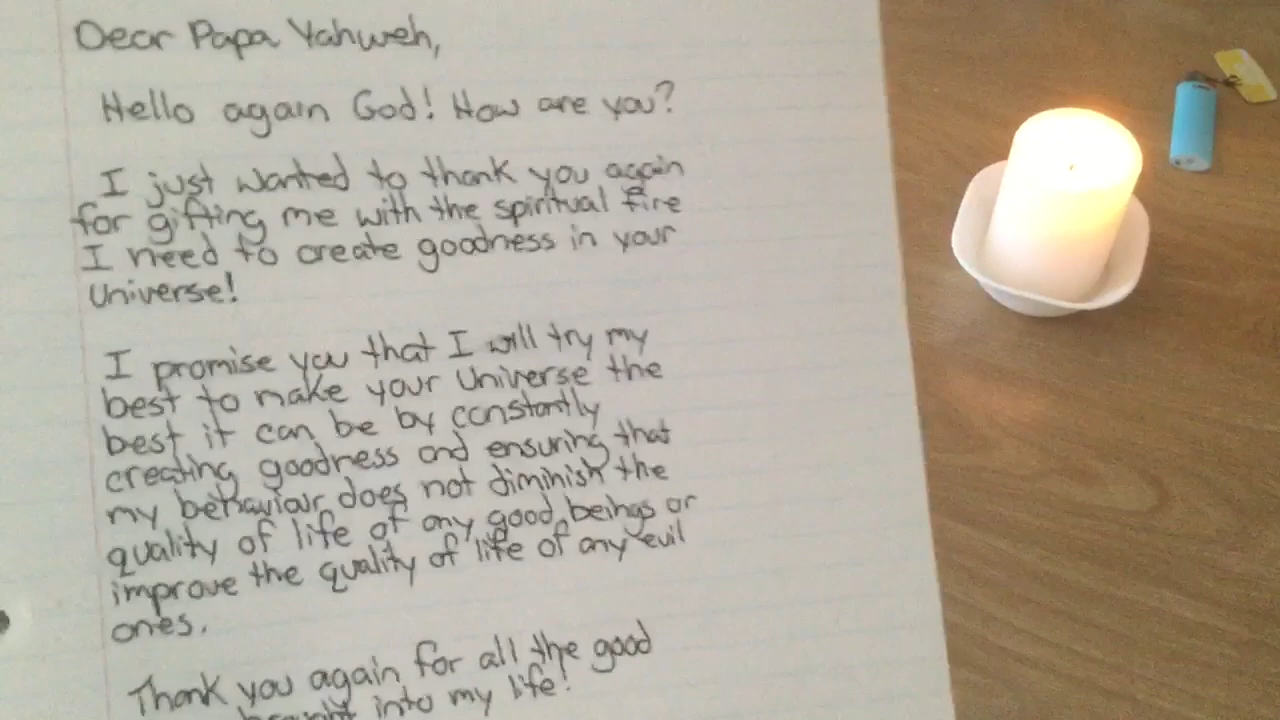 Dear Papa Yahweh,
Hello again God! How are you?
I just wanted to thank you again
for gifting me with the spiritual fire
I need to create goodness in your
Universe!
I promise you that I will try my
best to make your Universe the
best it can be by constantly
creating goodness and ensuring that
my behaviour does not diminish the
quality of life of any good beings or
improve the quality of life of any evil
ones.
Thank you again for all the good
brought into my life!